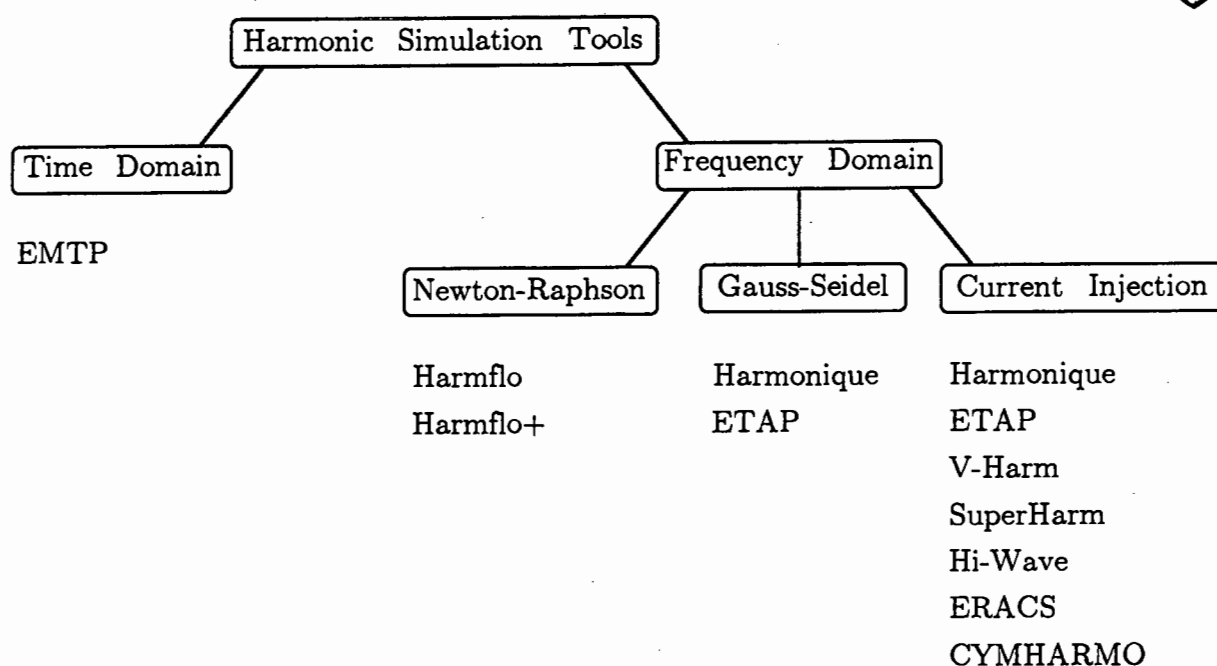 Harmonic Simulation Tools
Time Domain
Frequency Domain
EMTP
Newton-Raphson
Gauss-Seidel
Current Injection
Harmflo
Harmflo+
Harmonique
ETAP
Harmonique
ETAP
V-Harm
SuperHarm
Hi-Wave
ERACS
CYMHARMO